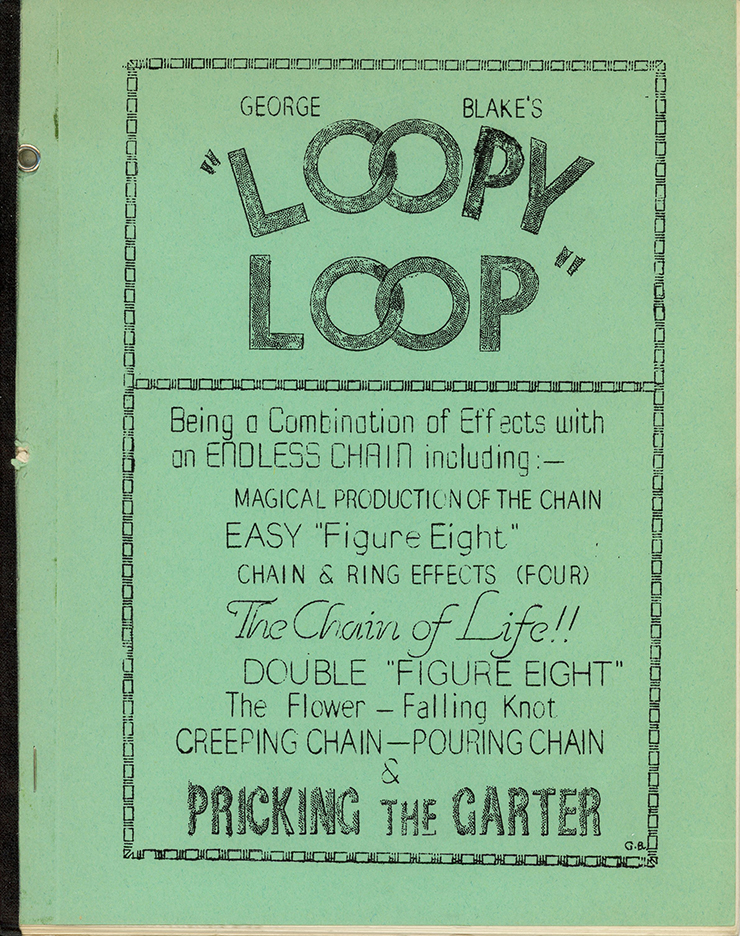 GEORGE BLAKE'S
"LOOPY
LOOP"
Being a Combination of Effects with
an ENDLESS CHAIN including:—
MAGICAL PRODUCTION OF THE CHAIN
EASY "Figure Eight"
CHAIN & RING EFFECTS (FOUR)
The Chain of Life!!
DOUBLE "FIGURE EIGHT"
The Flower – Falling Knot
CREEPING CHAIN—POURING CHAIN
&
PRICKING THE GARTER
G.B.